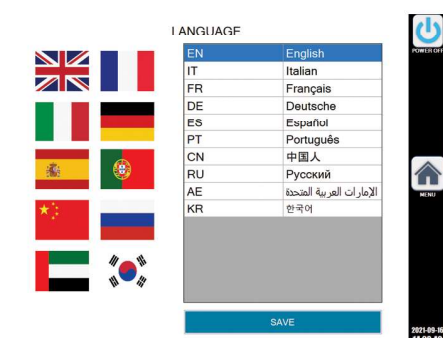 LANGUAGE
POWER OFF
EN English
IT Italian
FR Français
DE Deutsche
ES Español
PT Português
CN 中国人
RU Русский
AE الإمارات العربية المتحدة
KR 한국어
MENU
SAVE
2021-09-16